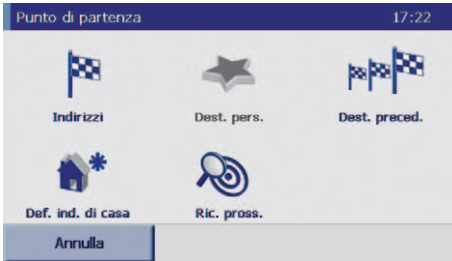 Punto di partenza 17:22
Indirizzi Dest. pers. Dest. preced.
Def. ind. di casa Ric. pross.
Annulla